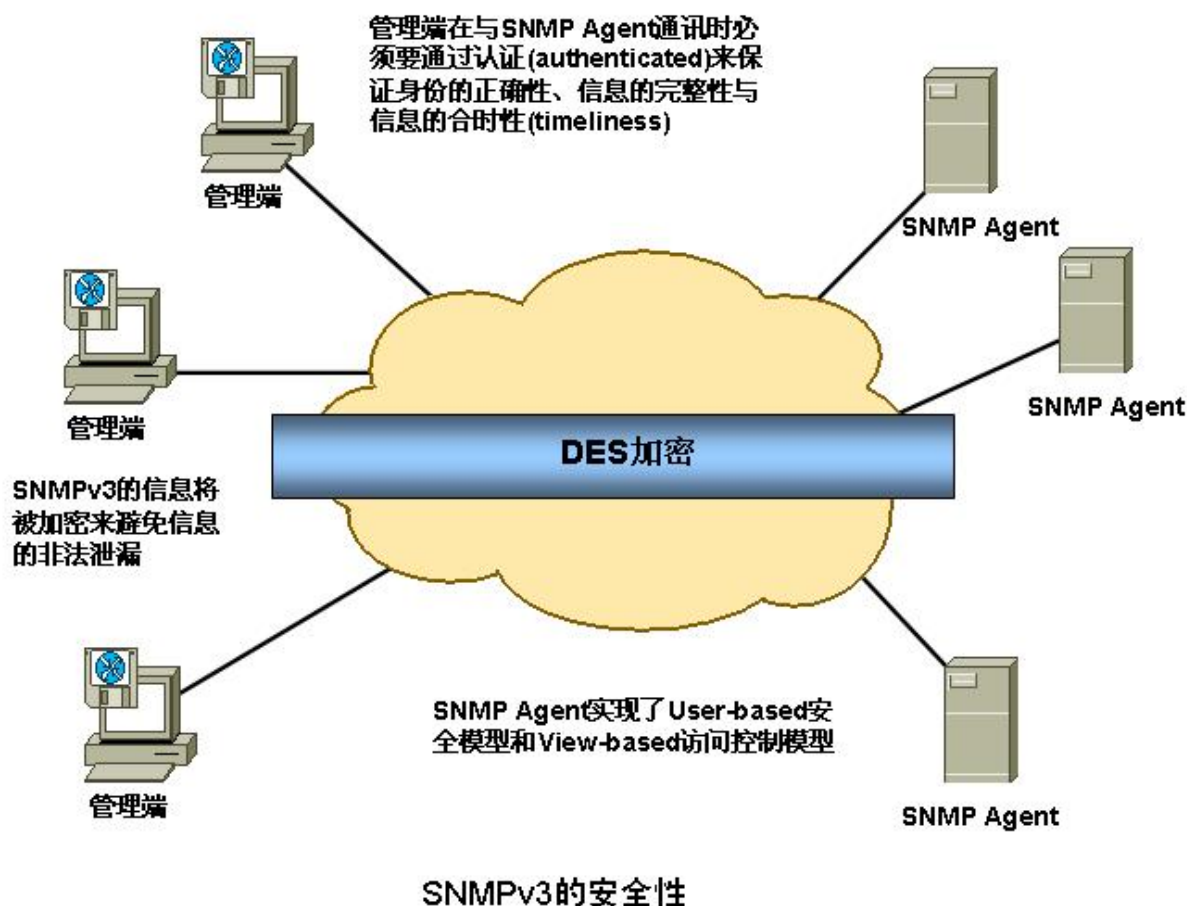 管理端在与SNMP Agent通讯时必
须要通过认证(authenticated)来保
证身份的正确性、信息的完整性与
信息的合时性(timeliness)
管理端
SNMP Agent
管理端
SNMP Agent
DES加密
SNMPv3的信息将
被加密来避免信息
的非法泄漏
SNMP Agent实现了User-based安
全模型和View-based访问控制模型
管理端
SNMP Agent
SNMPv3的安全性